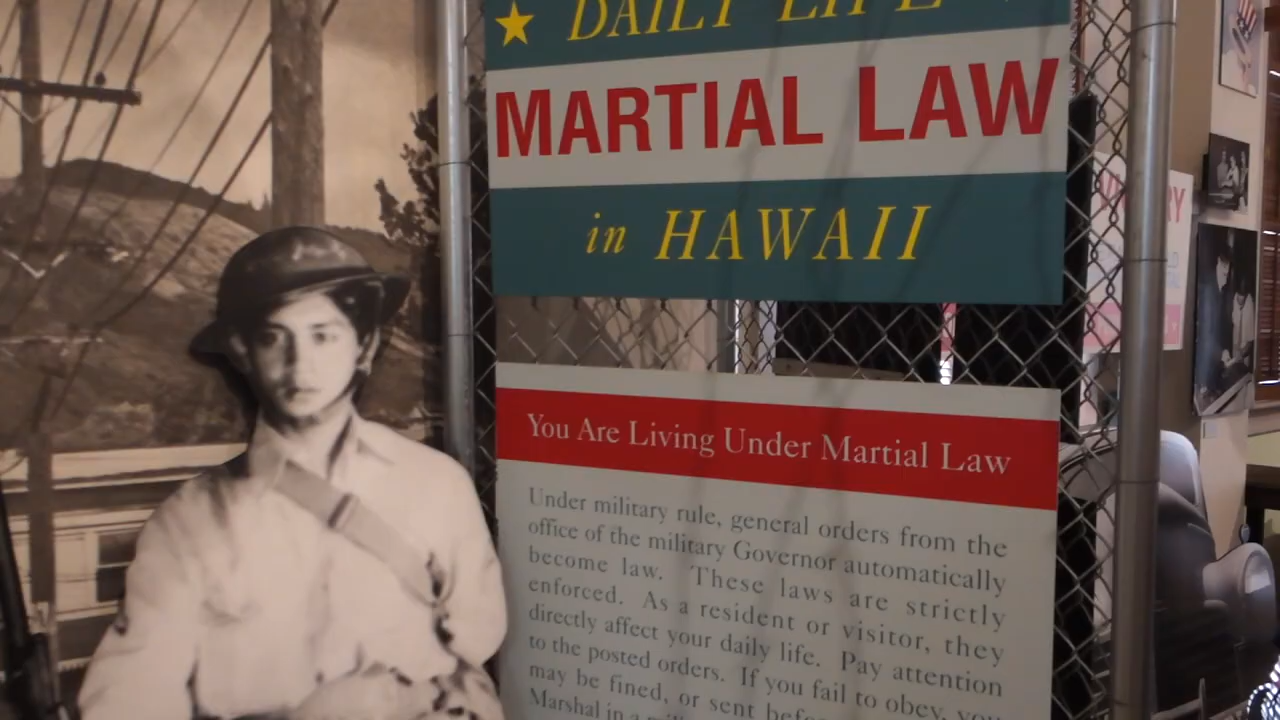 DAILY LIFE
MARTIAL LAW
in HAWAII
You Are Living Under Martial Law
Under military rule, general orders from the
office of the military Governor automatically
become law. These laws are strictly
enforced. As a resident or visitor, they
directly affect your daily life. Pay attention
to the posted orders. If you fail to obey, you
may be fined, or sent before
Marshal in a